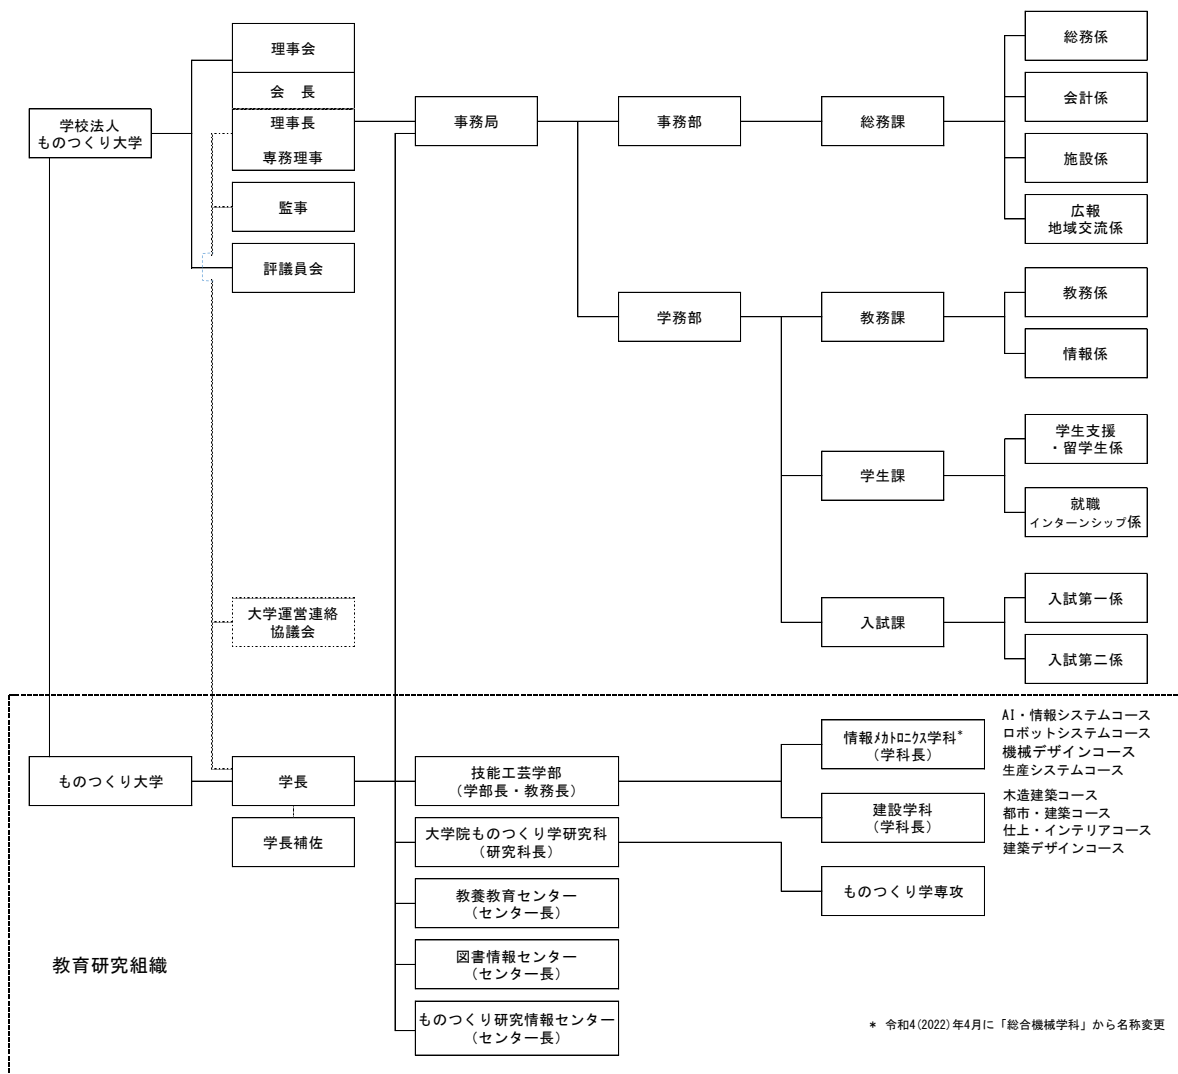 学校法人
ものつくり大学
理事会
会　長
理事長
専務理事
監事
評議員会
大学運営連絡
協議会
事務局
事務部
総務課
総務係
会計係
施設係
広報
地域交流係
学務部
教務課
教務係
情報係
学生課
学生支援
・留学生係
就職
インターンシップ係
入試課
入試第一係
入試第二係
ものつくり大学
学長
学長補佐
技能工芸学部
（学部長・教務長）
大学院ものつくり学研究科
（研究科長）
教養教育センター
（センター長）
図書情報センター
（センター長）
ものつくり研究情報センター
（センター長）
情報ﾒｶﾄﾛﾆｸｽ学科*
（学科長）
AI・情報システムコース
ロボットシステムコース
機械デザインコース
生産システムコース
建設学科
（学科長）
木造建築コース
都市・建築コース
仕上・インテリアコース
建築デザインコース
ものつくり学専攻
教育研究組織
* 令和4(2022)年4月に「総合機械学科」から名称変更